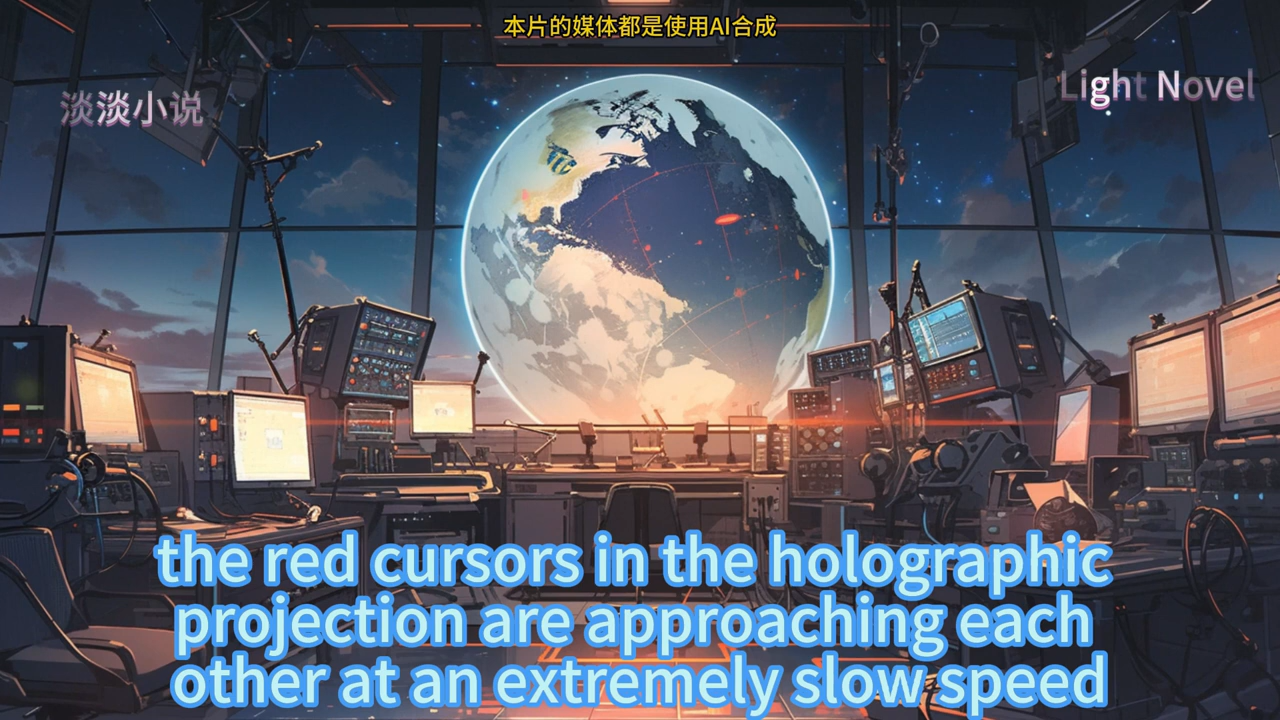 本片的媒体都是使用AI合成
淡淡小说
Light Novel
the red cursors in the holographic
projection are approaching each
other at an extremely slow speed